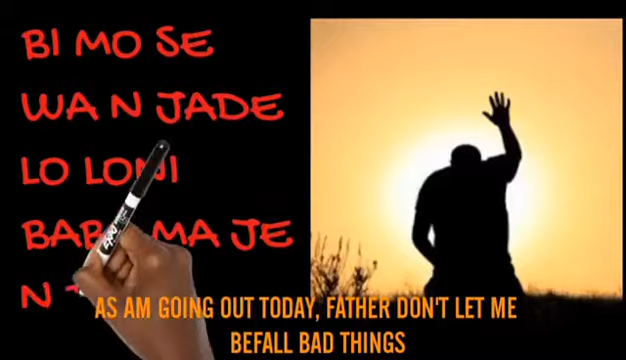 BI MO SE
WA N JADE
LO LONI
MA JE
N
AS AM GOING OUT TODAY, FATHER DON'T LET ME
BEFALL BAD THINGS